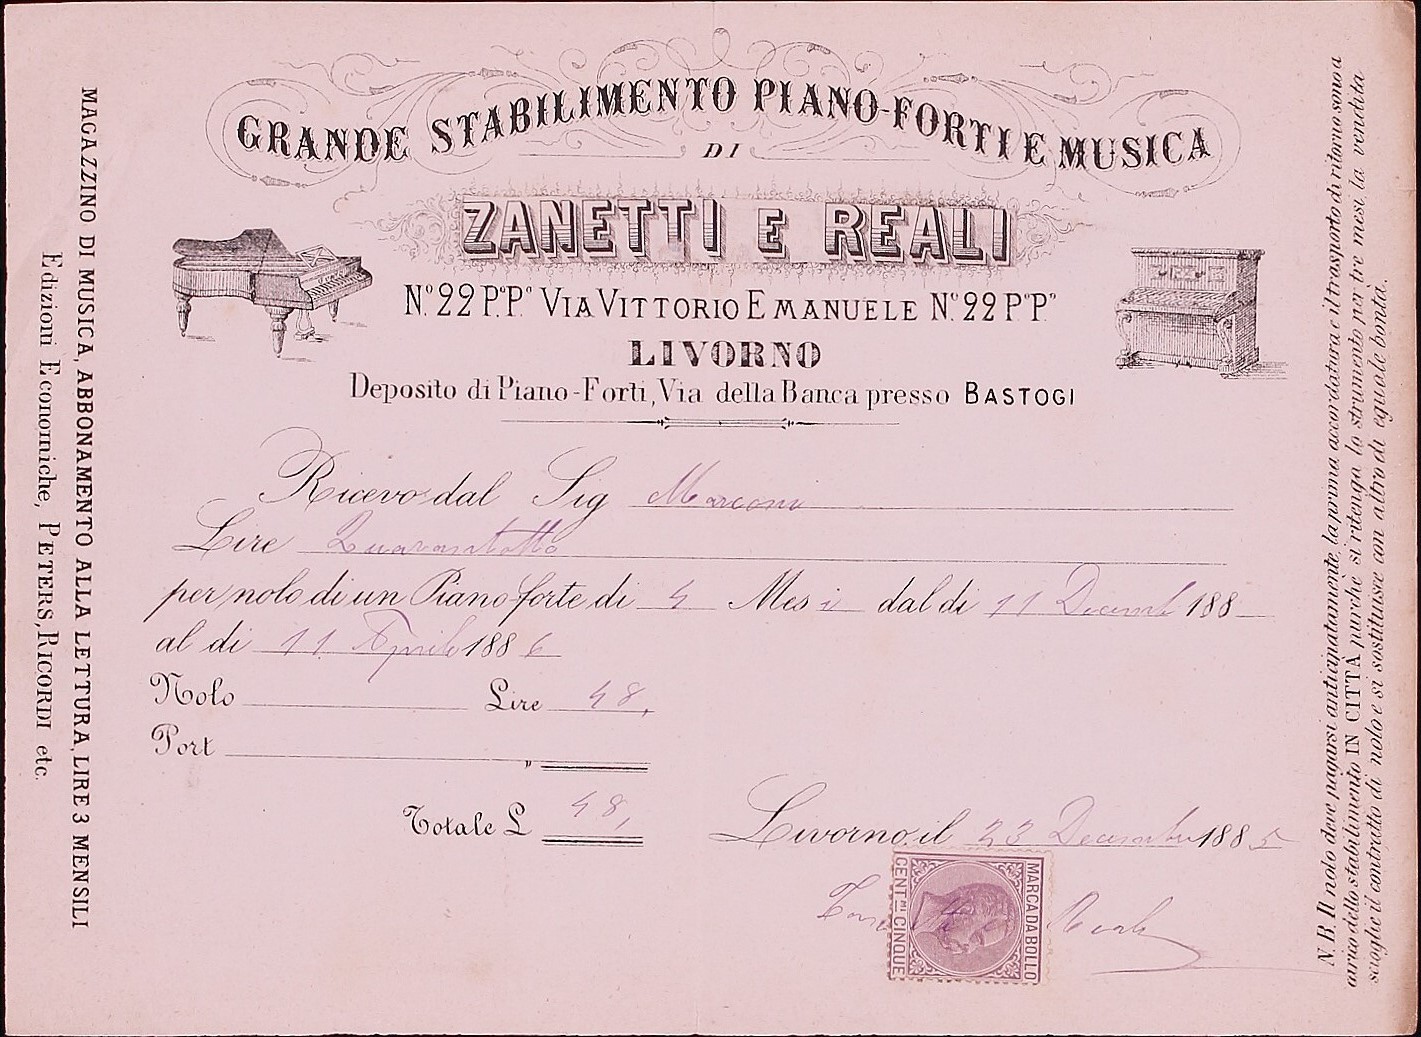 GRANDE STABILIMENTO PIANO-FORTI E MUSICA
DI
ZANETTI E REALI
N.o 22 P.o P.o VIA VITTORIO EMANUELE N.o 22 P.o P.o
LIVORNO
Deposito di Piano-Forti, Via della Banca presso BASTOGI
Ricevo dal Sig Marconi
Lire Quarantotto
per nolo di un Piano-forte di 4 Mesi dal di 11 Decemb 188
al di 11 Aprile 1886
Nolo Lire 48,
Port "
Totale L 48,
Livorno, il 23 Decembre 1885
Zanetti e Reali
MARCA DA BOLLO
CENT.MI CINQUE
MAGAZZINO DI MUSICA, ABBONAMENTO ALLA LETTURA, LIRE 3 MENSILI
Edizioni Economiche, PETERS, RICORDI etc.
N.B. Il nolo deve pagarsi anticipatamente, la prima accordatura e il trasporto di ritorno sono a
carico dello stabilimento IN CITTÀ purchè si ritenga lo strumento per tre mesi la vendita
scioglie il contratto di nolo e si sostituisce con altro di eguale bontà.